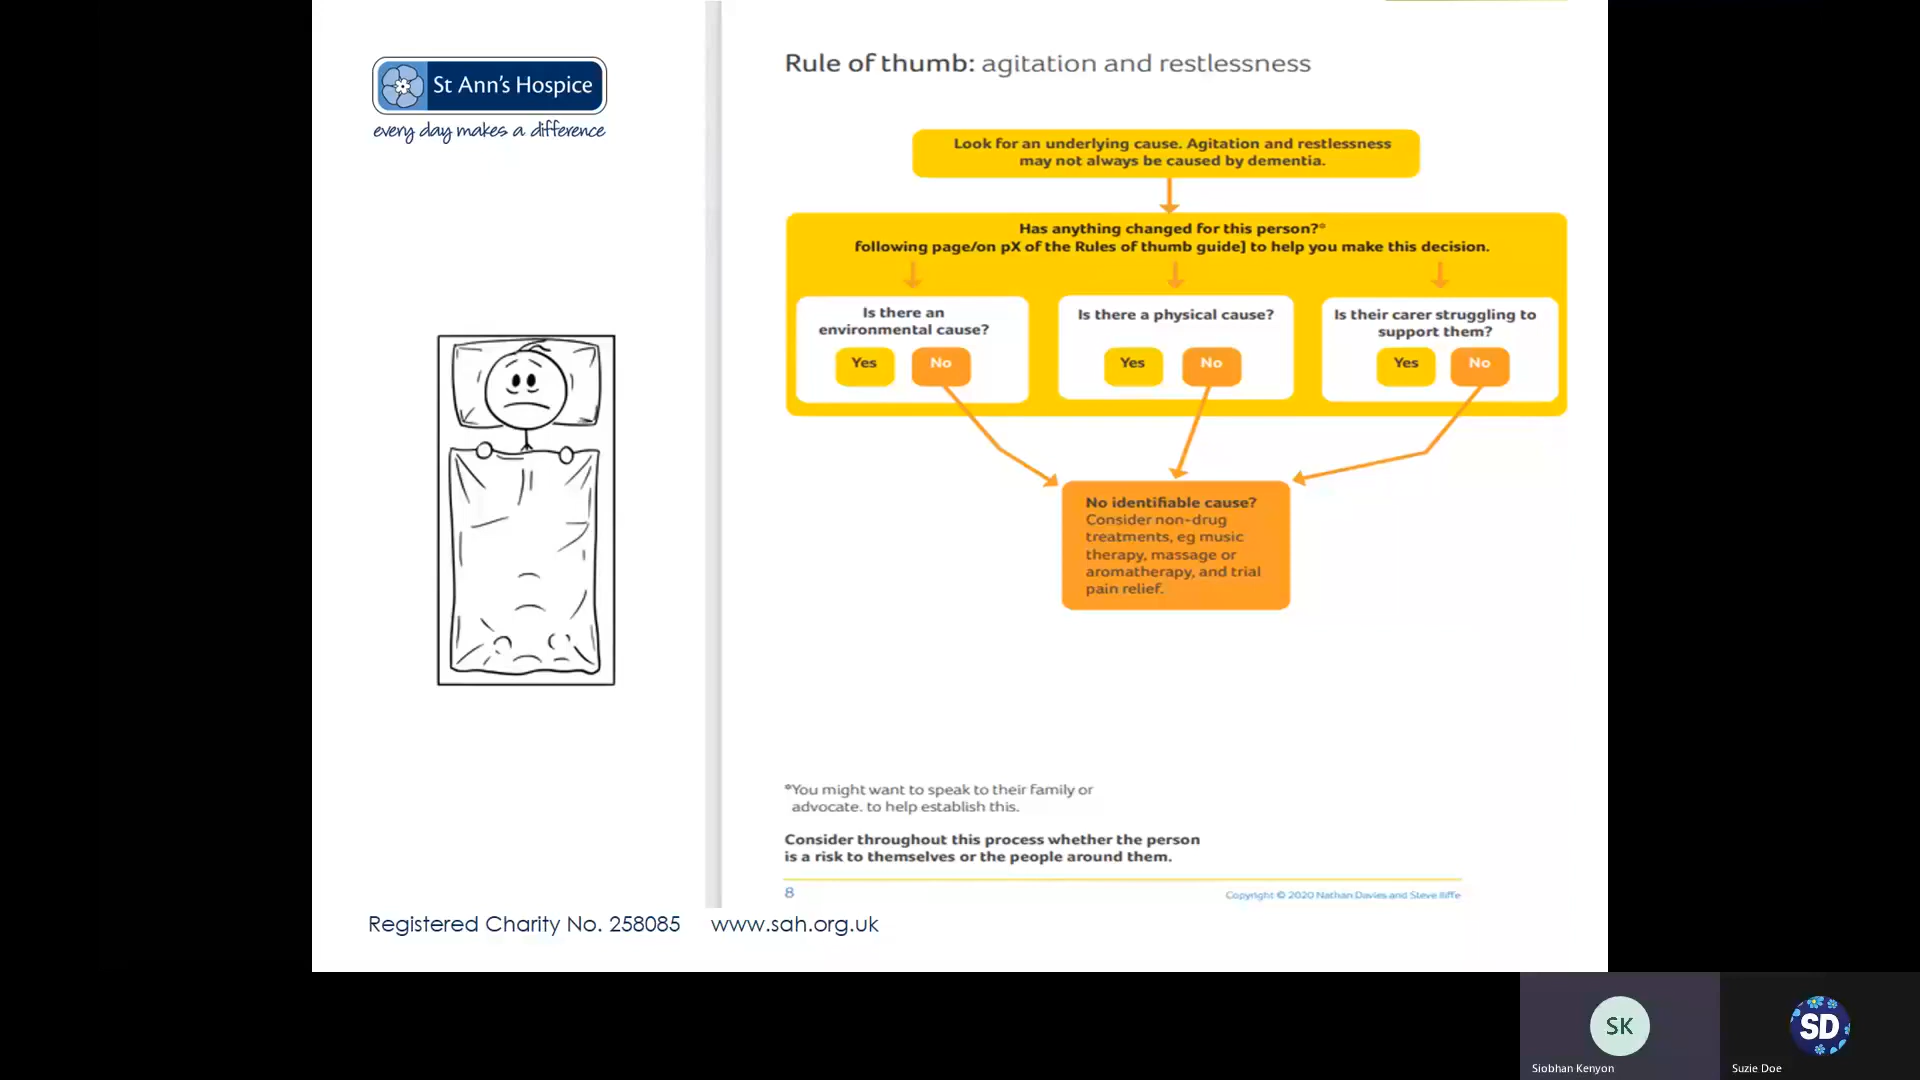 St Ann's Hospice
every day makes a difference
Rule of thumb: agitation and restlessness
Look for an underlying cause. Agitation and restlessness
may not always be caused by dementia.
Has anything changed for this person?*
following page/on pX of the Rules of thumb guide] to help you make this decision.
Is there an
environmental cause?
Yes No
Is there a physical cause?
Yes No
Is their carer struggling to
support them?
Yes No
No identifiable cause?
Consider non-drug
treatments, eg music
therapy, massage or
aromatherapy, and trial
pain relief.
*You might want to speak to their family or
advocate. to help establish this.
Consider throughout this process whether the person
is a risk to themselves or the people around them.
8
Copyright © 2020 Nathan Davies and Steve Iliffe
Registered Charity No. 258085 www.sah.org.uk
SK
Siobhan Kenyon
SD
Suzie Doe